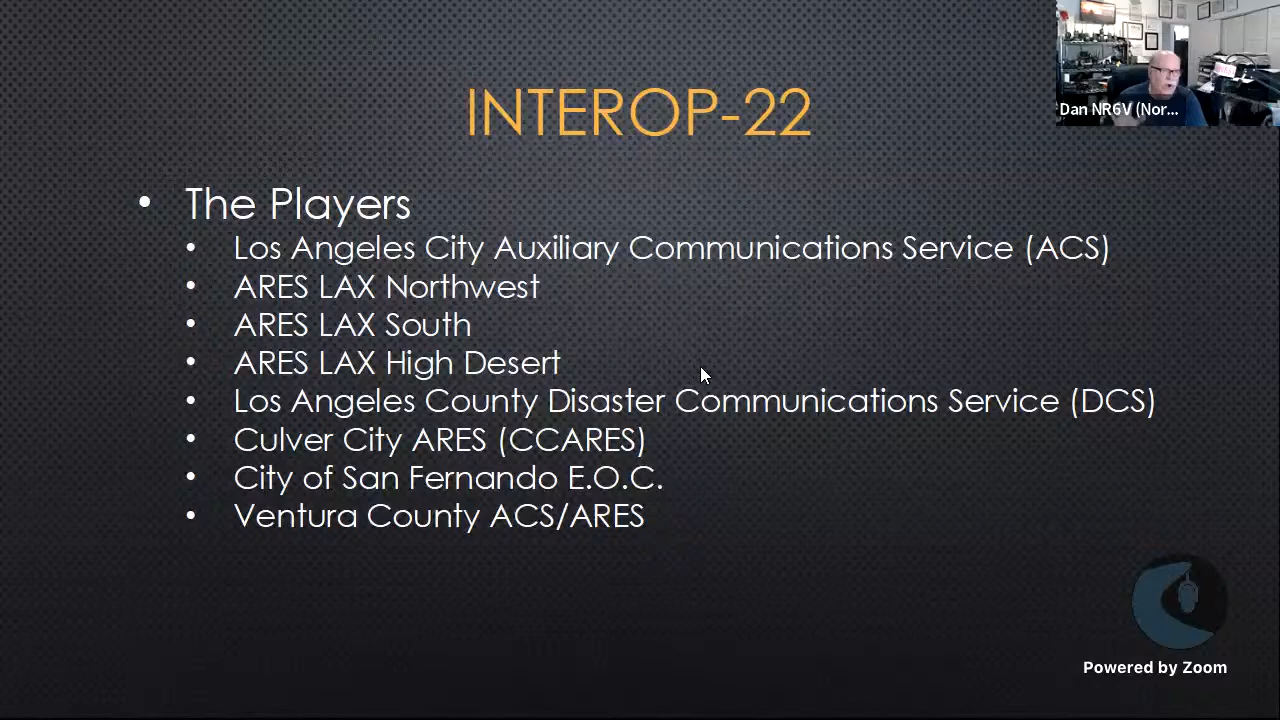 INTEROP-22
Dan NR6V (Nor...
• The Players
• Los Angeles City Auxiliary Communications Service (ACS)
• ARES LAX Northwest
• ARES LAX South
• ARES LAX High Desert
• Los Angeles County Disaster Communications Service (DCS)
• Culver City ARES (CCARES)
• City of San Fernando E.O.C.
• Ventura County ACS/ARES
Powered by Zoom